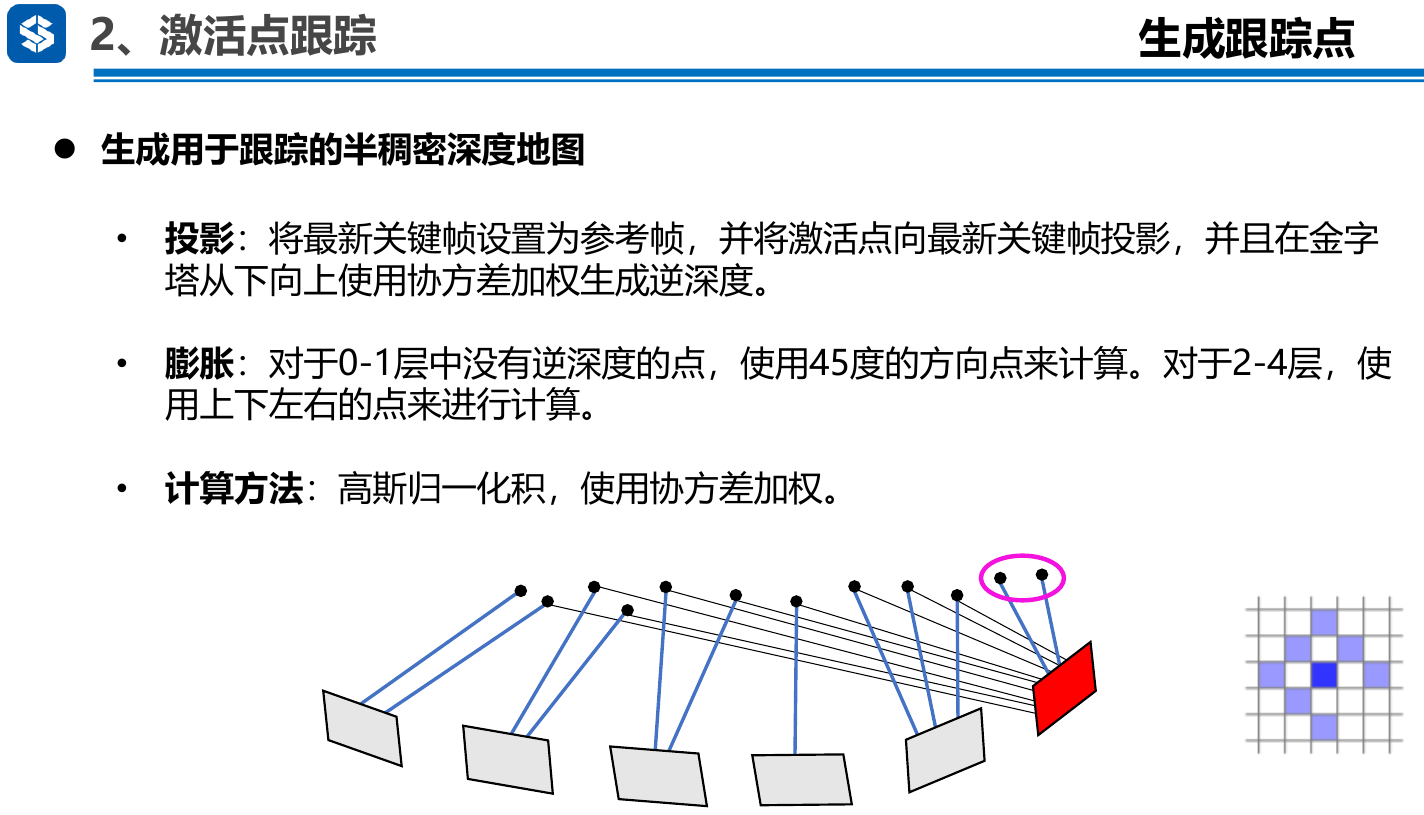 2、激活点跟踪
生成跟踪点
● 生成用于跟踪的半稠密深度地图
• 投影：将最新关键帧设置为参考帧，并将激活点向最新关键帧投影，并且在金字
塔从下向上使用协方差加权生成逆深度。
• 膨胀：对于0-1层中没有逆深度的点，使用45度的方向点来计算。对于2-4层，使
用上下左右的点来进行计算。
• 计算方法：高斯归一化积，使用协方差加权。